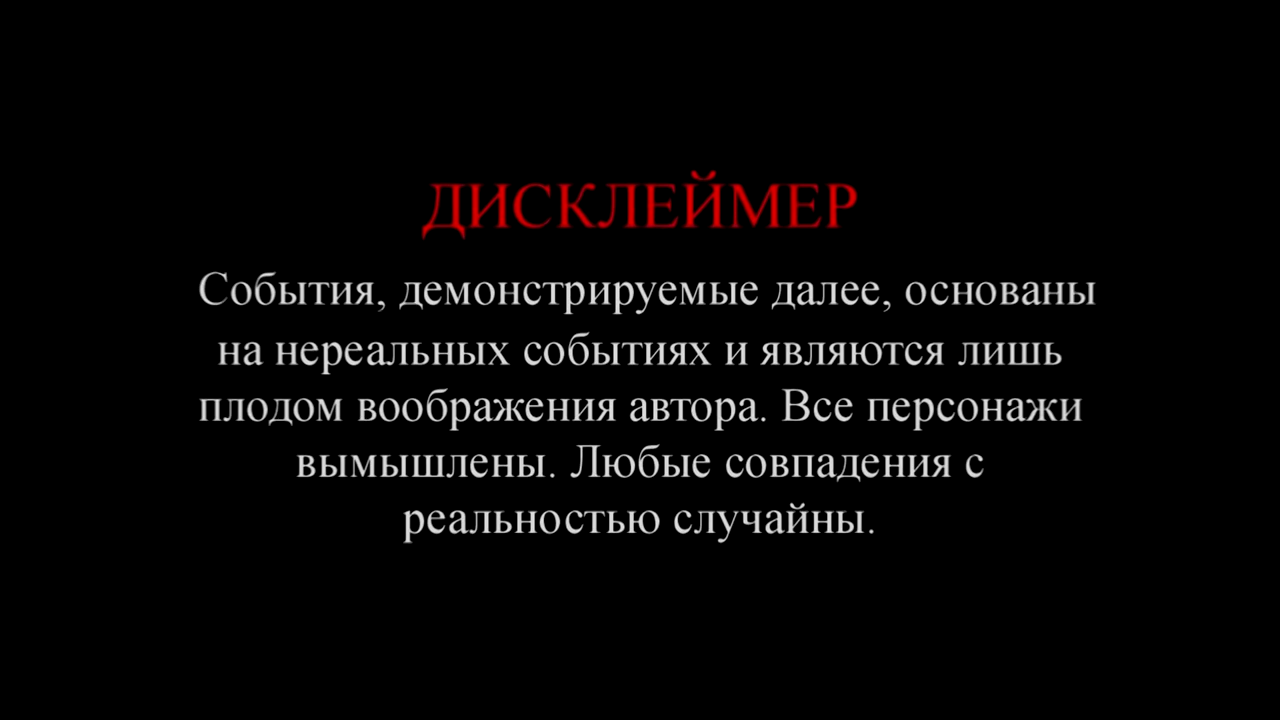 ДИСКЛЕЙМЕР
События, демонстрируемые далее, основаны
на нереальных событиях и являются лишь
плодом воображения автора. Все персонажи
вымышлены. Любые совпадения с
реальностью случайны.